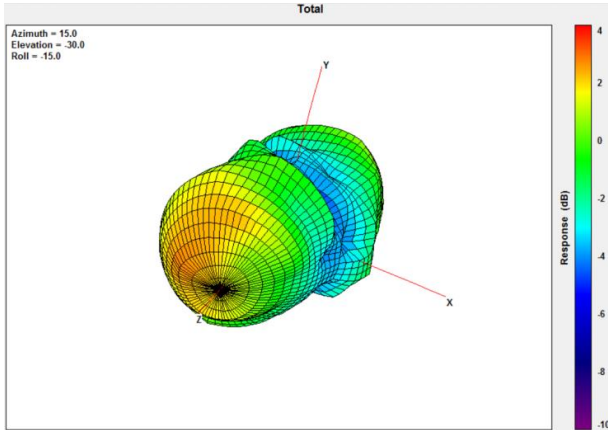 Total
Azimuth = 15.0
Elevation = -30.0
Roll = -15.0
Y
X
Z
4
2
0
-2
-4
-6
-8
-10
Response (dB)